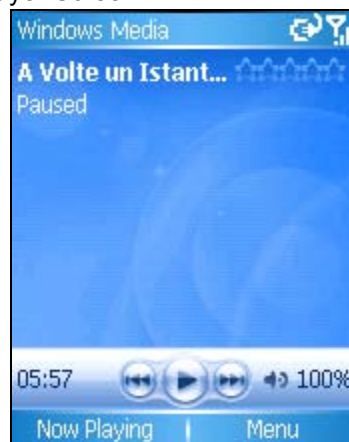 Windows Media
A Volte un Istant...
Paused
05:57 100%
Now Playing Menu